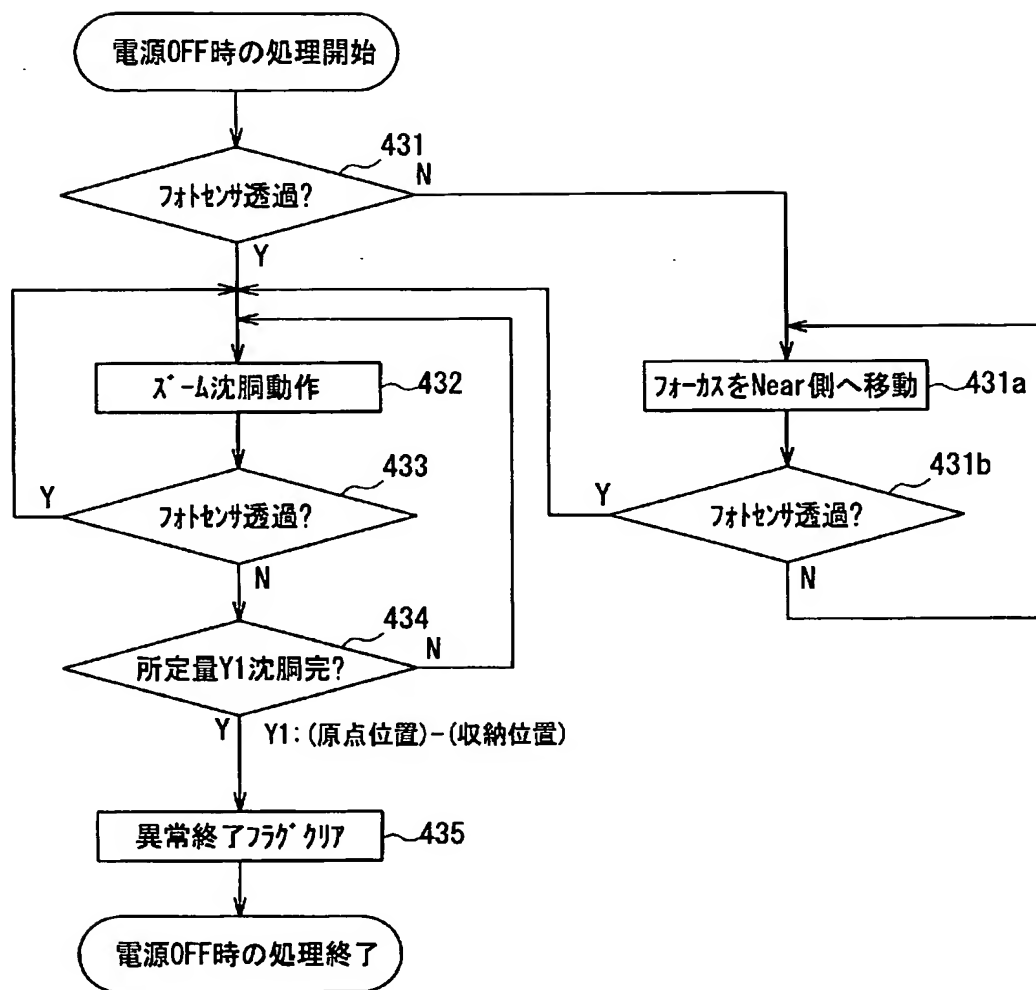 電源OFF時の処理開始
431
フォトセンサ透過?
N
Y
ズーム沈胴動作
432
フォーカスをNear側へ移動
431a
433
フォトセンサ透過?
Y
N
431b
フォトセンサ透過?
Y
N
434
所定量Y1沈胴完?
N
Y
Y1:(原点位置)-(収納位置)
異常終了フラグクリア
435
電源OFF時の処理終了